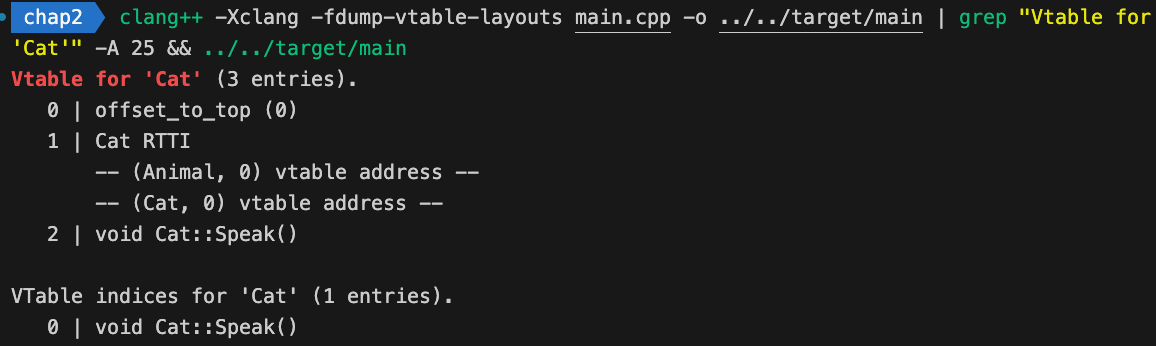 chap2 clang++ -Xclang -fdump-vtable-layouts main.cpp -o ../../target/main | grep "Vtable for
'Cat'" -A 25 && ../../target/main
Vtable for 'Cat' (3 entries).
   0 | offset_to_top (0)
   1 | Cat RTTI
       -- (Animal, 0) vtable address --
       -- (Cat, 0) vtable address --
   2 | void Cat::Speak()
VTable indices for 'Cat' (1 entries).
   0 | void Cat::Speak()